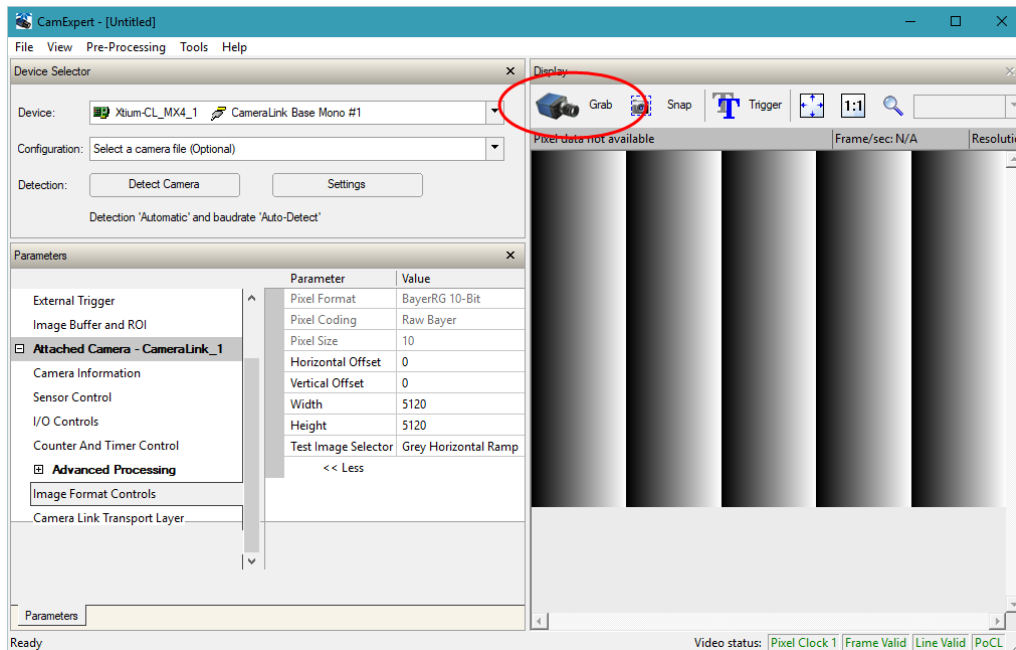 CamExpert - [Untitled]
File View Pre-Processing Tools Help
Device Selector
Device: Xtium-CL_MX4_1 CameraLink Base Mono #1
Configuration: Select a camera file (Optional)
Detection: Detect Camera Settings
Detection 'Automatic' and baudrate 'Auto-Detect'
Parameters
External Trigger
Image Buffer and ROI
Attached Camera - CameraLink_1
Camera Information
Sensor Control
I/O Controls
Counter And Timer Control
Advanced Processing
Image Format Controls
Camera Link Transport Layer
Parameter Value
Pixel Format BayerRG 10-Bit
Pixel Coding Raw Bayer
Pixel Size 10
Horizontal Offset 0
Vertical Offset 0
Width 5120
Height 5120
Test Image Selector Grey Horizontal Ramp
<< Less
Parameters
Display
Grab Snap T Trigger 1:1
Pixel data not available Frame/sec: N/A Resoluti
Ready Video status: Pixel Clock 1 Frame Valid Line Valid PoCL